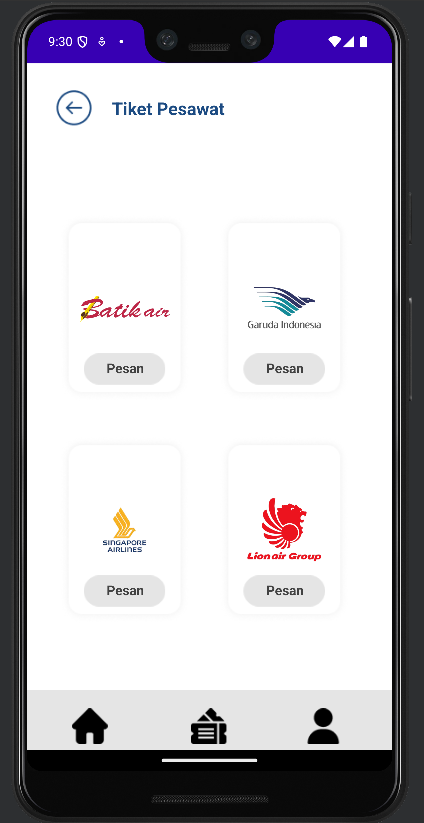 9:30
Tiket Pesawat
Batik air
Garuda Indonesia
Pesan
Pesan
SINGAPORE
AIRLINES
Lion air Group
Pesan
Pesan